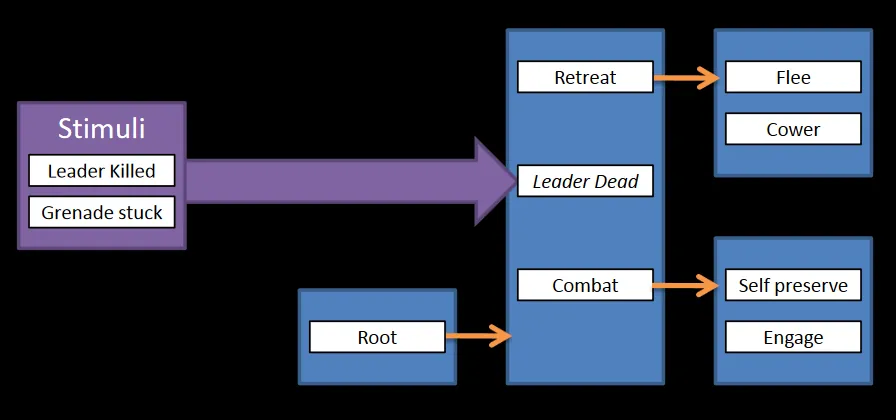 Stimuli
Leader Killed
Grenade stuck
Root
Retreat
Leader Dead
Combat
Flee
Cower
Self preserve
Engage